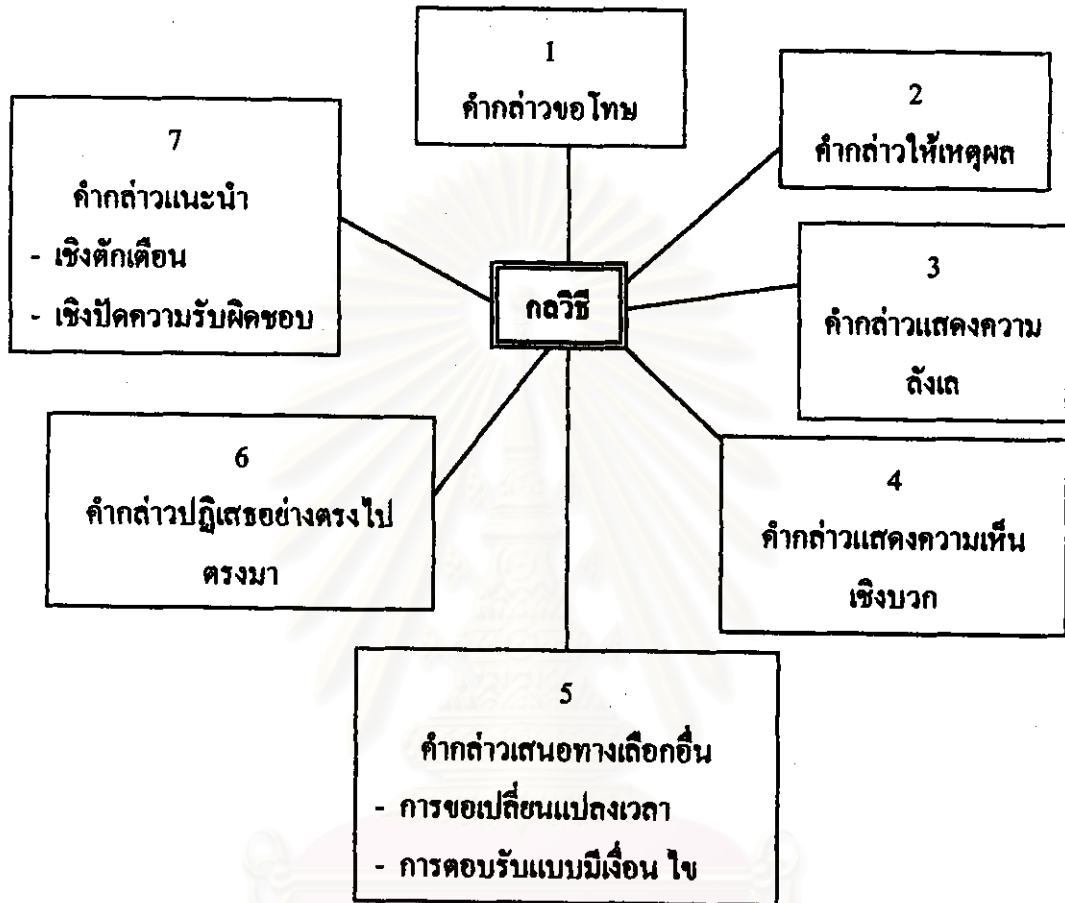 1
คำกล่าวขอโทษ
2
คำกล่าวให้เหตุผล
3
คำกล่าวแสดงความ
ลังเล
4
คำกล่าวแสดงความเห็น
เชิงบวก
5
คำกล่าวเสนอทางเลือกอื่น
- การขอเปลี่ยนแปลงเวลา
- การตอบรับแบบมีเงื่อน ไข
6
คำกล่าวปฏิเสธอย่างตรงไป
ตรงมา
7
คำกล่าวแนะนำ
- เชิงตักเตือน
- เชิงปัดความรับผิดชอบ
กลวิธี